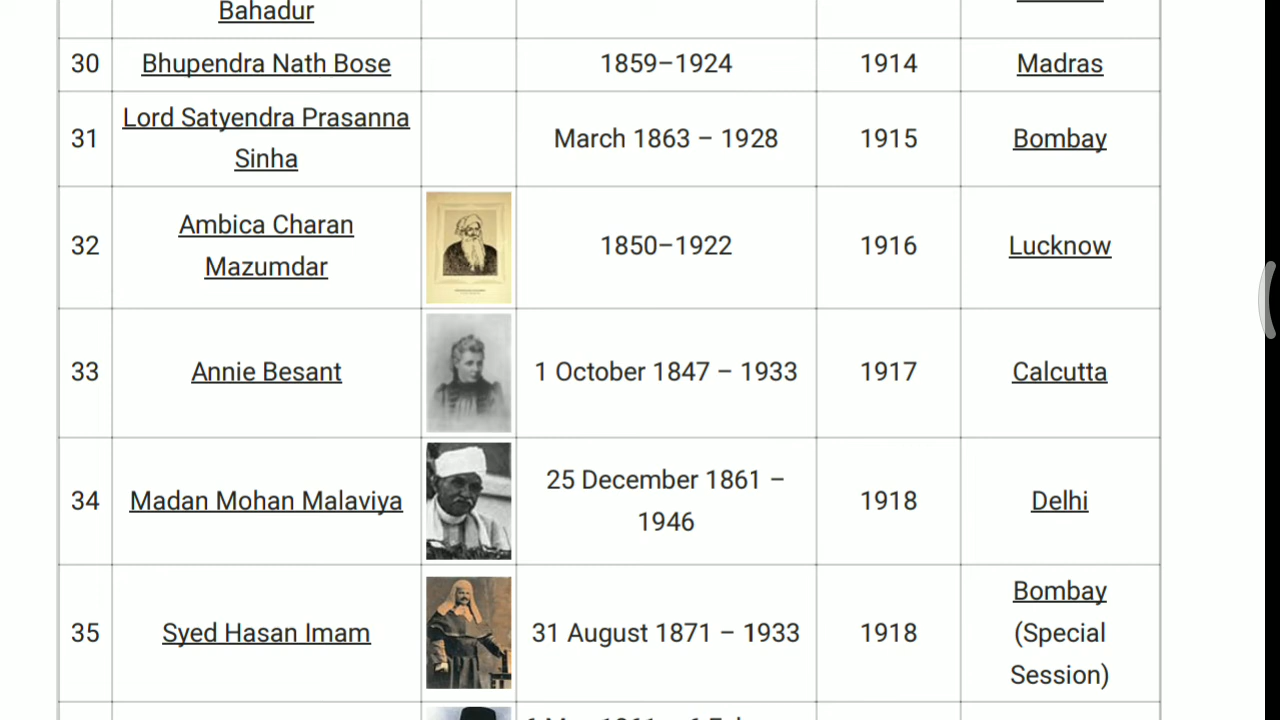 Bahadur
30 Bhupendra Nath Bose 1859–1924 1914 Madras
Lord Satyendra Prasanna
31 March 1863 – 1928 1915 Bombay
Sinha
Ambica Charan
32 1850–1922 1916 Lucknow
Mazumdar
33 Annie Besant 1 October 1847 – 1933 1917 Calcutta
25 December 1861 –
34 Madan Mohan Malaviya 1918 Delhi
1946
Bombay
35 Syed Hasan Imam 31 August 1871 – 1933 1918 (Special
Session)